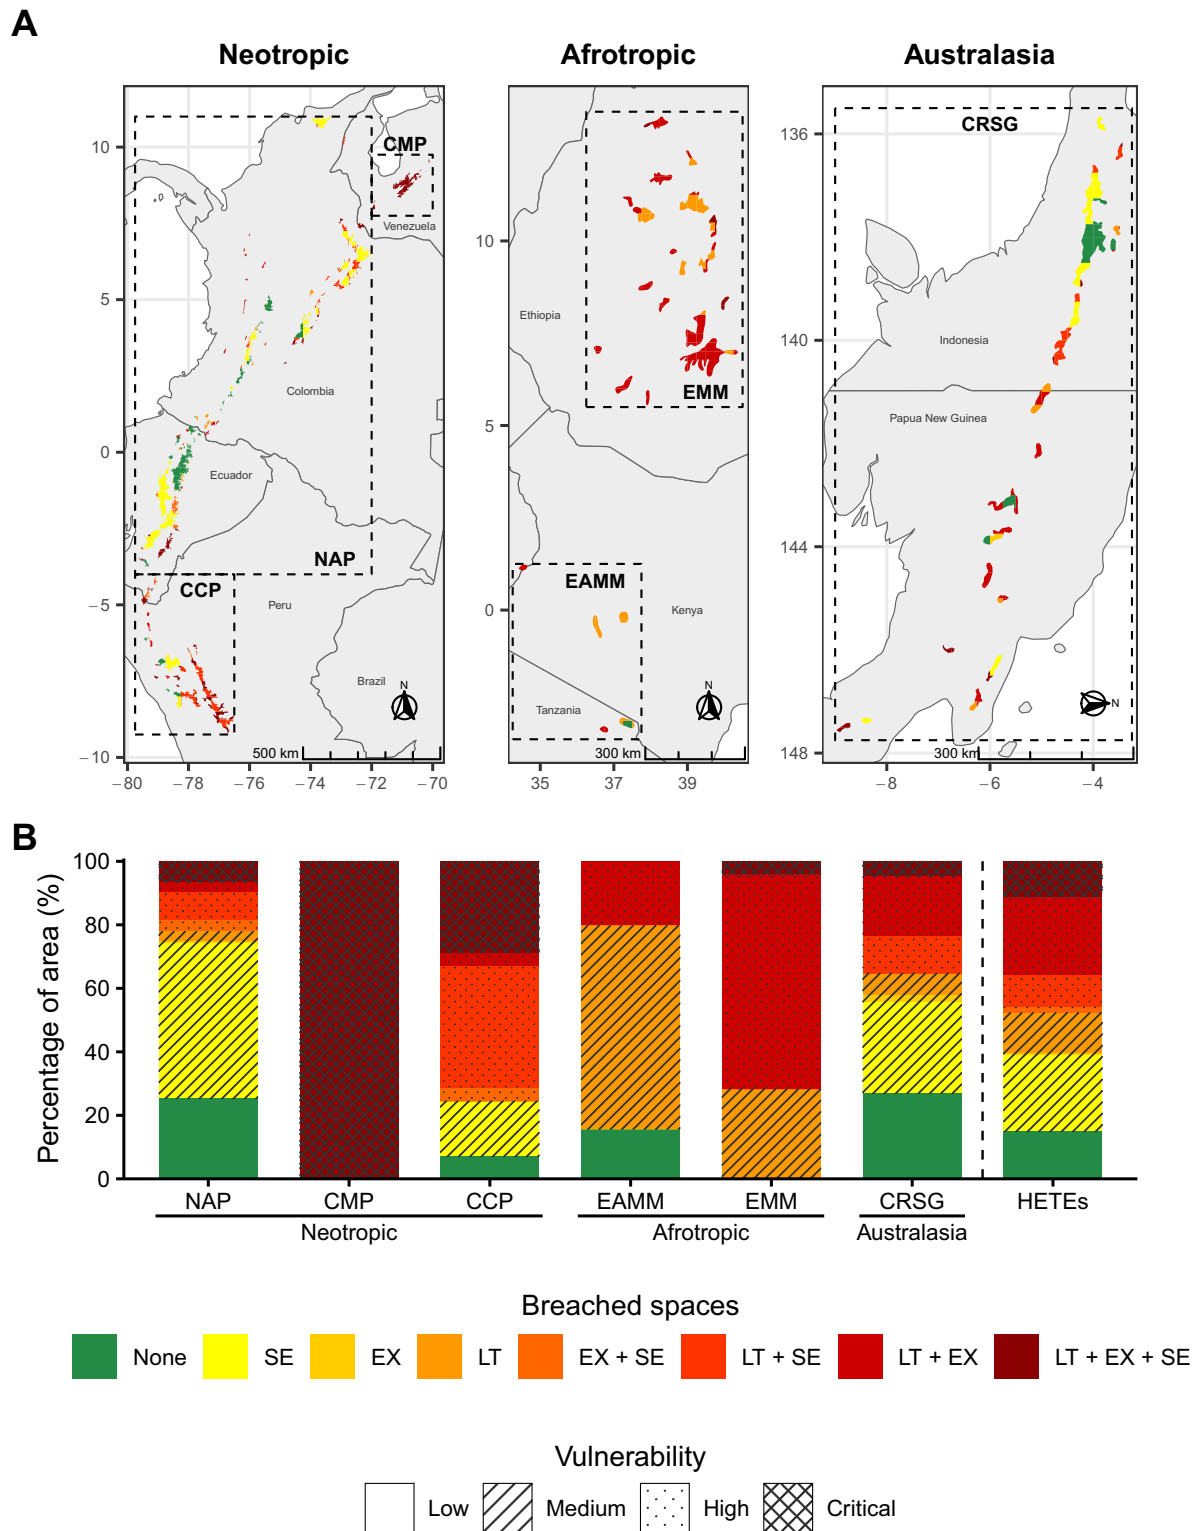 A
Neotropic
Afrotropic
Australasia
10
5
0
−5
−10
−80
−78
−76
−74
−72
−70
CMP
Venezuela
Colombia
Ecuador
NAP
CCP
Peru
Brazil
N
500 km
10
5
0
35
37
39
Ethiopia
EMM
EAMM
Kenya
Tanzania
N
300 km
136
140
144
148
−8
−6
−4
CRSG
Indonesia
Papua New Guinea
N
300 km
B
Percentage of area (%)
100
80
60
40
20
0
NAP CMP CCP EAMM EMM CRSG HETEs
Neotropic Afrotropic Australasia
Breached spaces
None SE EX LT EX + SE LT + SE LT + EX LT + EX + SE
Vulnerability
Low Medium High Critical